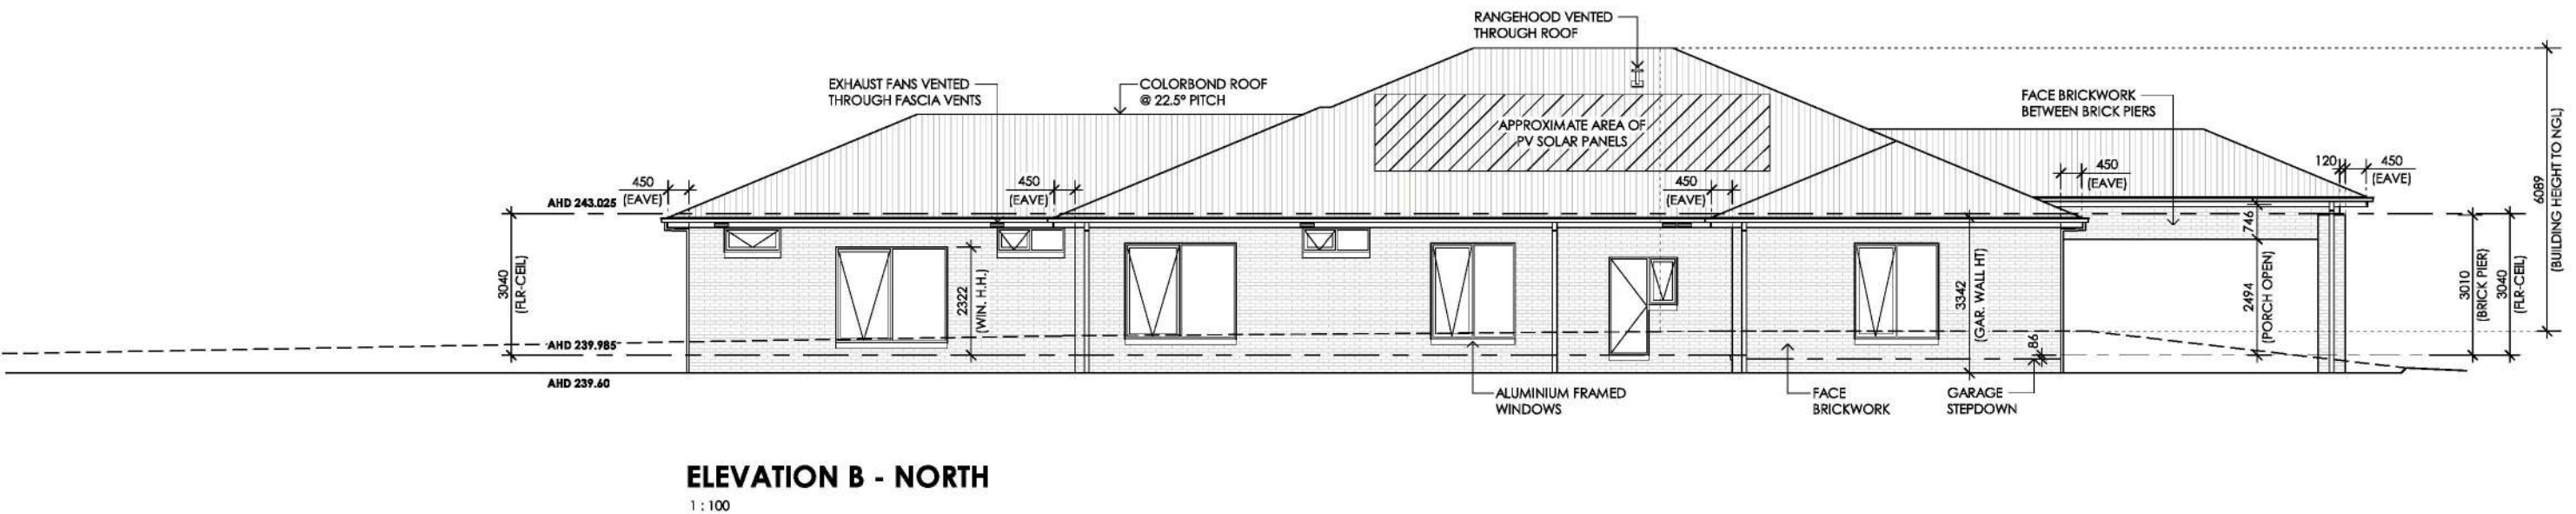 RANGEHOOD VENTED
THROUGH ROOF
EXHAUST FANS VENTED
THROUGH FASCIA VENTS
COLORBOND ROOF
@ 22.5° PITCH
FACE BRICKWORK
BETWEEN BRICK PIERS
APPROXIMATE AREA OF
PV SOLAR PANELS
450
(EAVE)
450
(EAVE)
450
(EAVE)
450
(EAVE)
120
450
(EAVE)
6089
(BUILDING HEIGHT TO NGL)
AHD 243.025
3040
(FLR-CEIL)
2322
(WIN. H.H.)
3342
(GAR. WALL HT)
86
746
2494
(PORCH OPEN)
3010
(BRICK PIER)
3040
(FLR-CEIL)
AHD 239.985
AHD 239.60
ALUMINIUM FRAMED
WINDOWS
FACE
BRICKWORK
GARAGE
STEPDOWN
ELEVATION B - NORTH
1 : 100